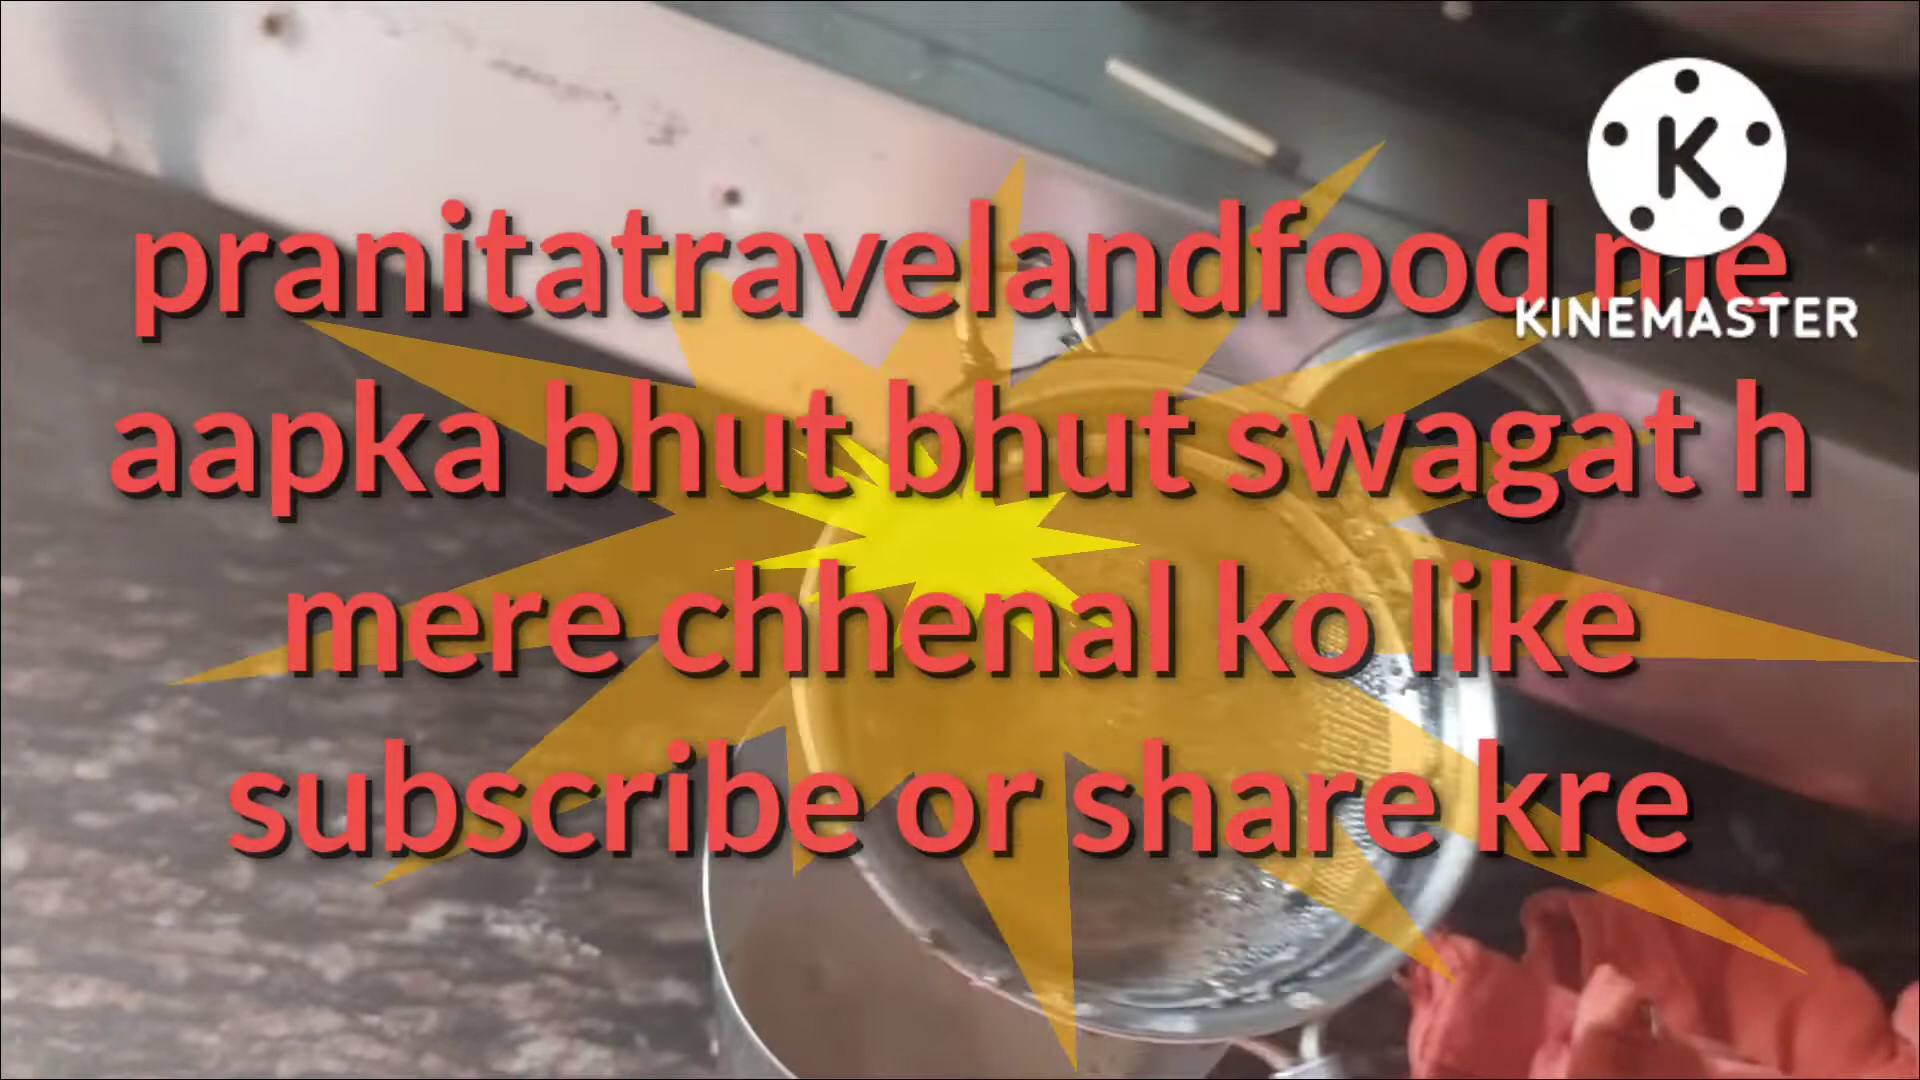 pranitatravelandfood me
KINEMASTER
aapka bhut bhut swagat h
mere chhenal ko like
subscribe or share kre